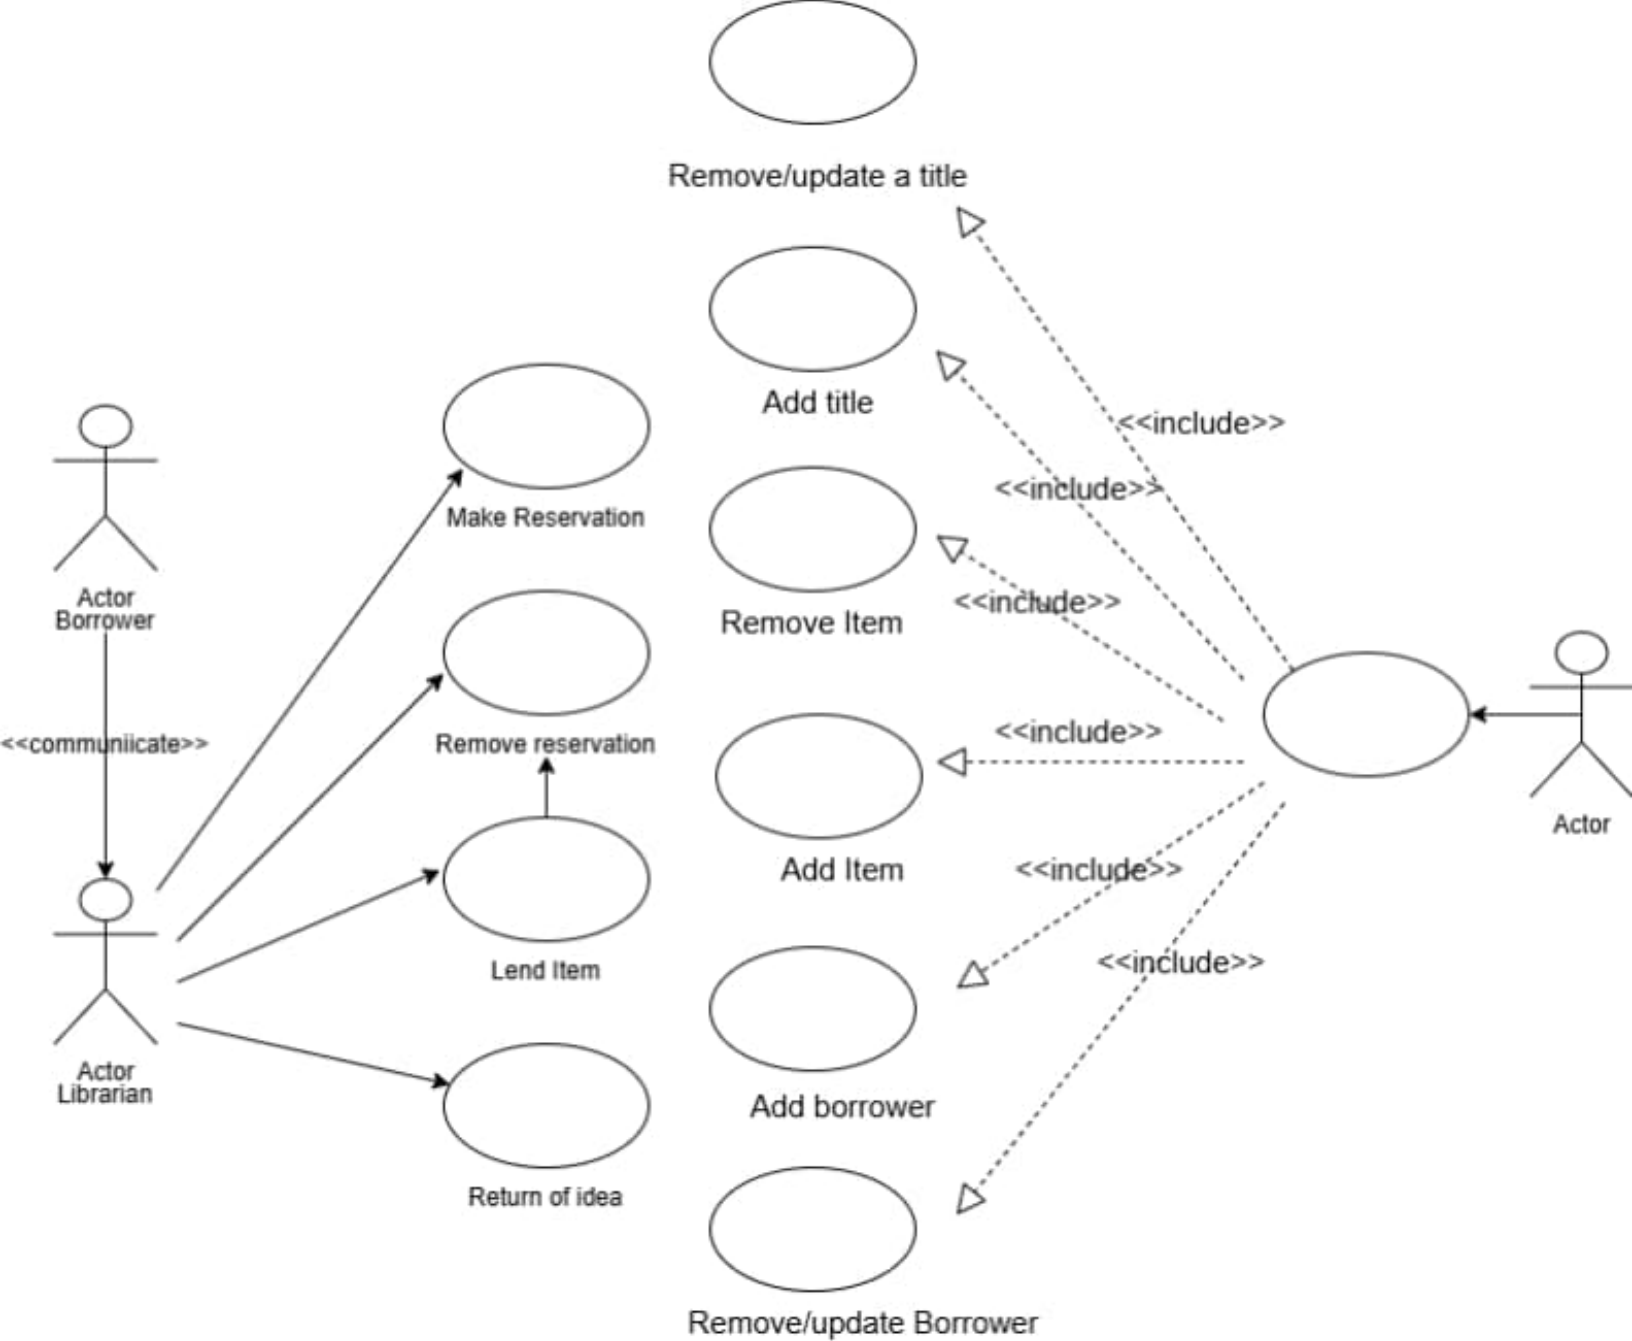 Remove/update a title
Add title
<<include>>
<<include>>
Make Reservation
Actor
Borrower
<<include>>
Remove Item
<<communiicate>>
Remove reservation
<<include>>
Actor
Add Item
<<include>>
Lend Item
<<include>>
Actor
Librarian
Add borrower
Return of idea
Remove/update Borrower